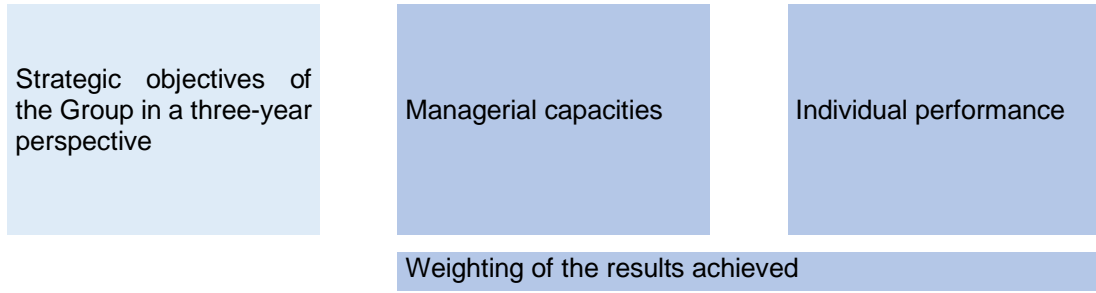 Strategic objectives of
the Group in a three-year
perspective
Managerial capacities
Individual performance
Weighting of the results achieved